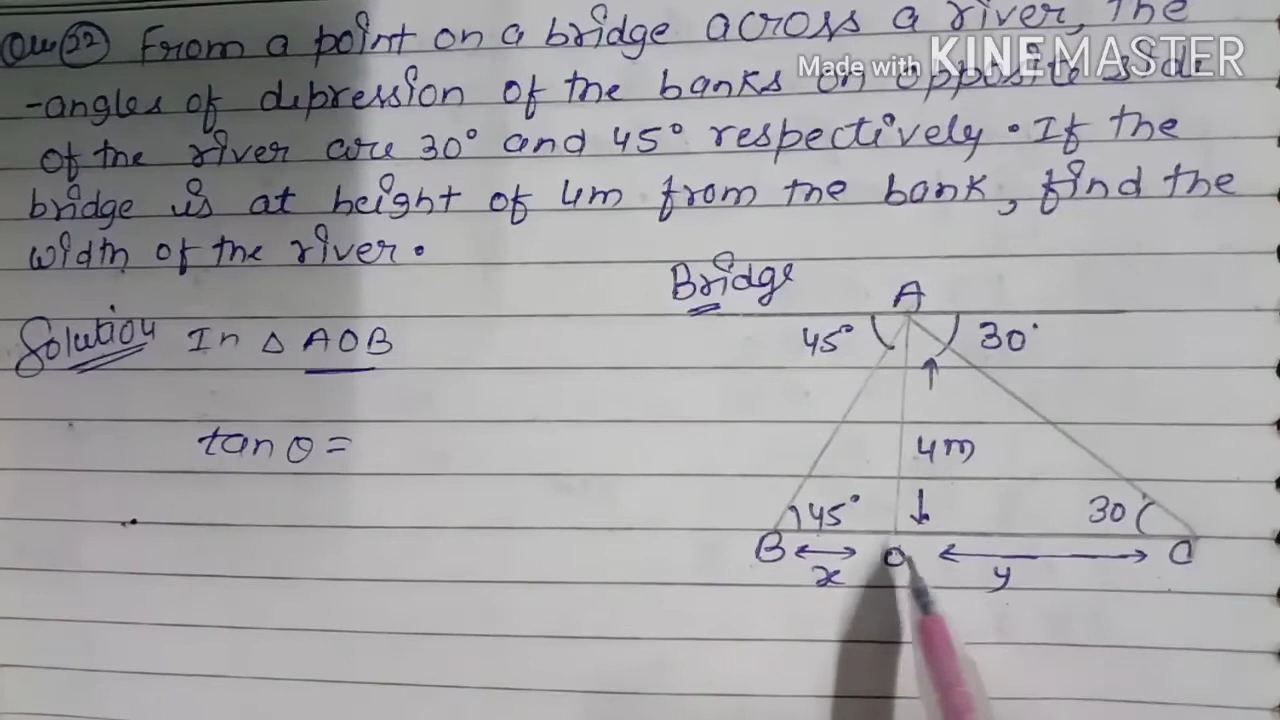 Que 22 From a point on a bridge across a river, the
Made with KINEMASTER
-angles of depression of the banks on opposite side
of the river are 30° and 45° respectively. If the
bridge is at height of 4m from the bank, find the
width of the river.
Bridge
A
Solution In △ AOB
45° 30°
tan θ =
4m
45° 30
B O C
x y